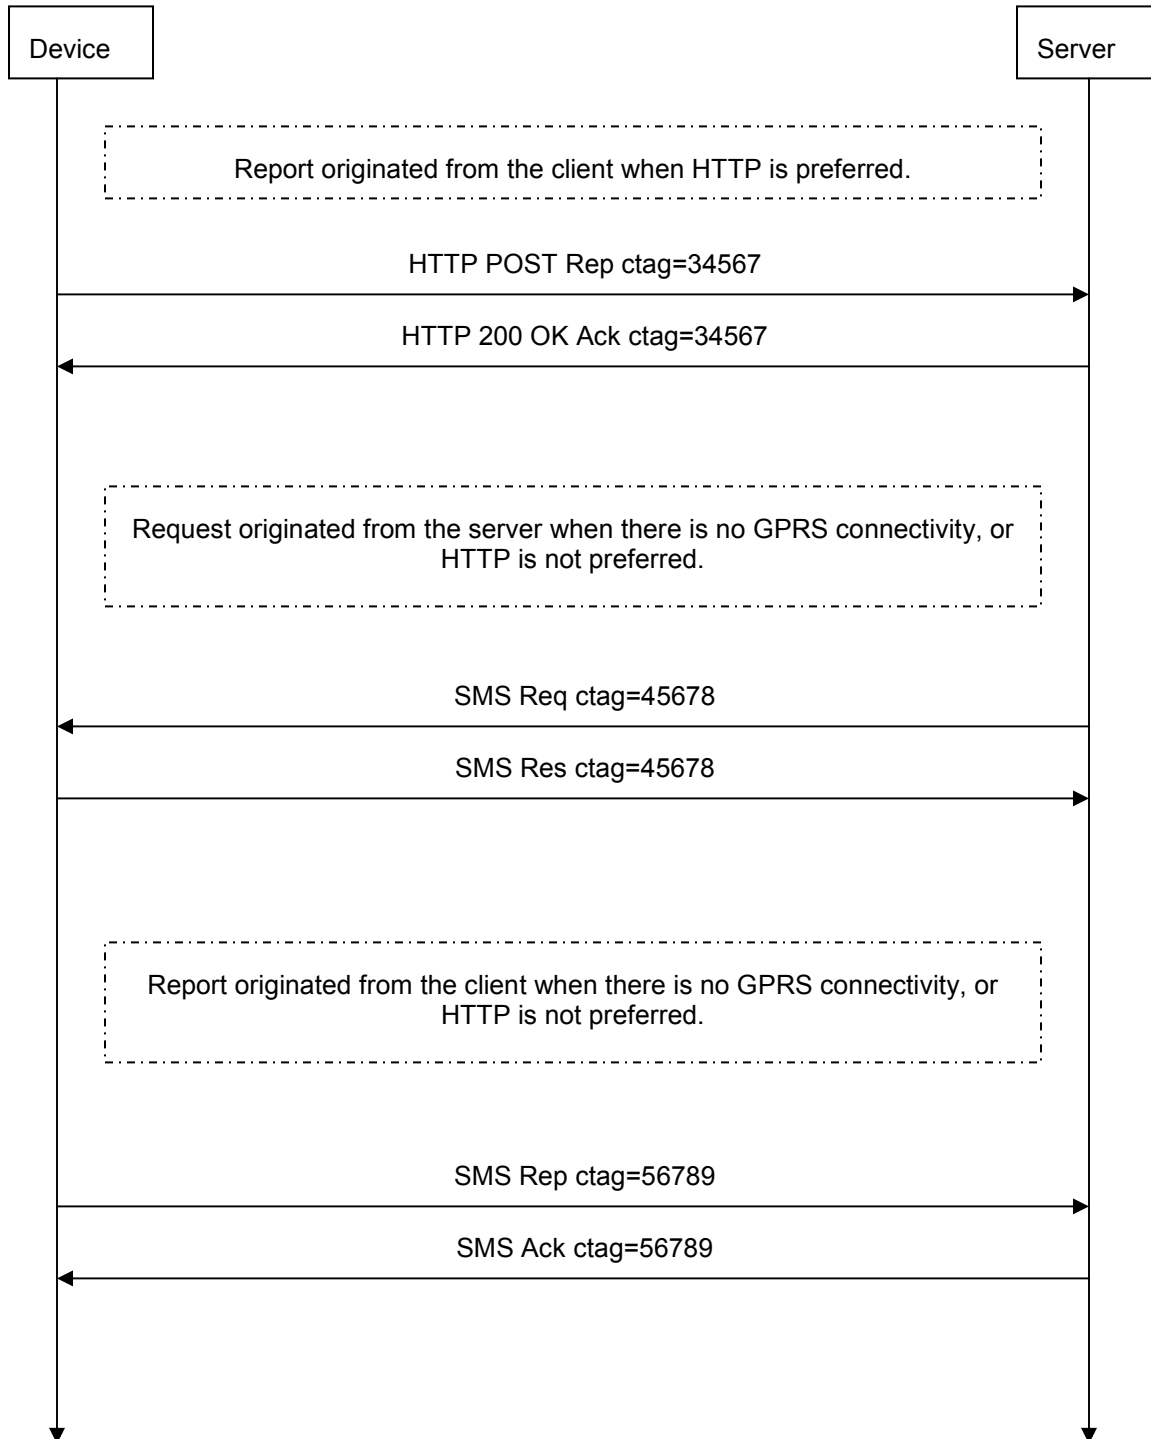 Device
Server
Report originated from the client when HTTP is preferred.
HTTP POST Rep ctag=34567
HTTP 200 OK Ack ctag=34567
Request originated from the server when there is no GPRS connectivity, or
HTTP is not preferred.
SMS Req ctag=45678
SMS Res ctag=45678
Report originated from the client when there is no GPRS connectivity, or
HTTP is not preferred.
SMS Rep ctag=56789
SMS Ack ctag=56789